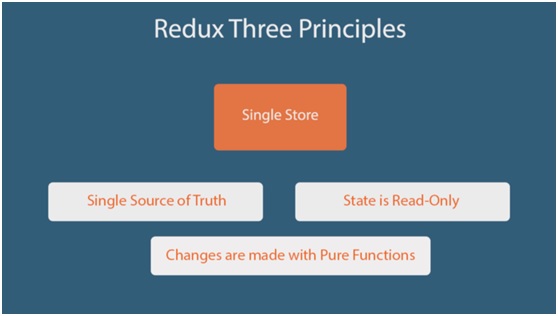 Redux Three Principles
Single Store
Single Source of Truth
State is Read-Only
Changes are made with Pure Functions